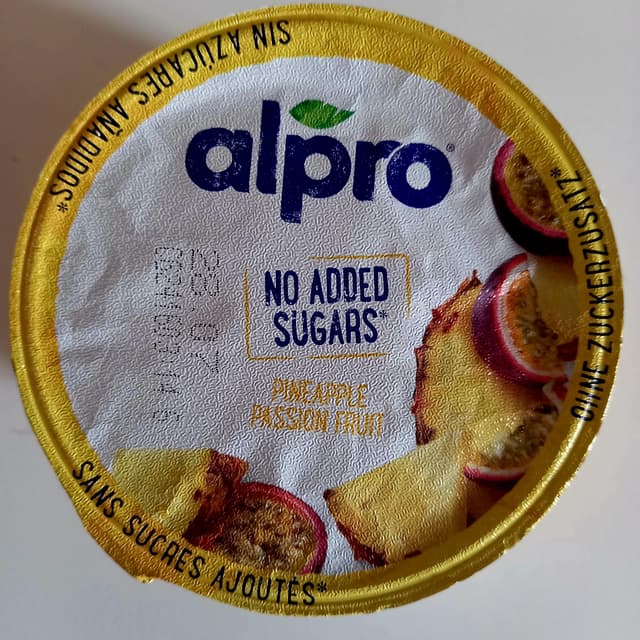 SIN AZÚCARES AÑADIDOS*
alpro®
OHNE ZUCKERZUSATZ*
NO ADDED
SUGARS*
PINEAPPLE
PASSION FRUIT
SANS SUCRES AJOUTÉS*